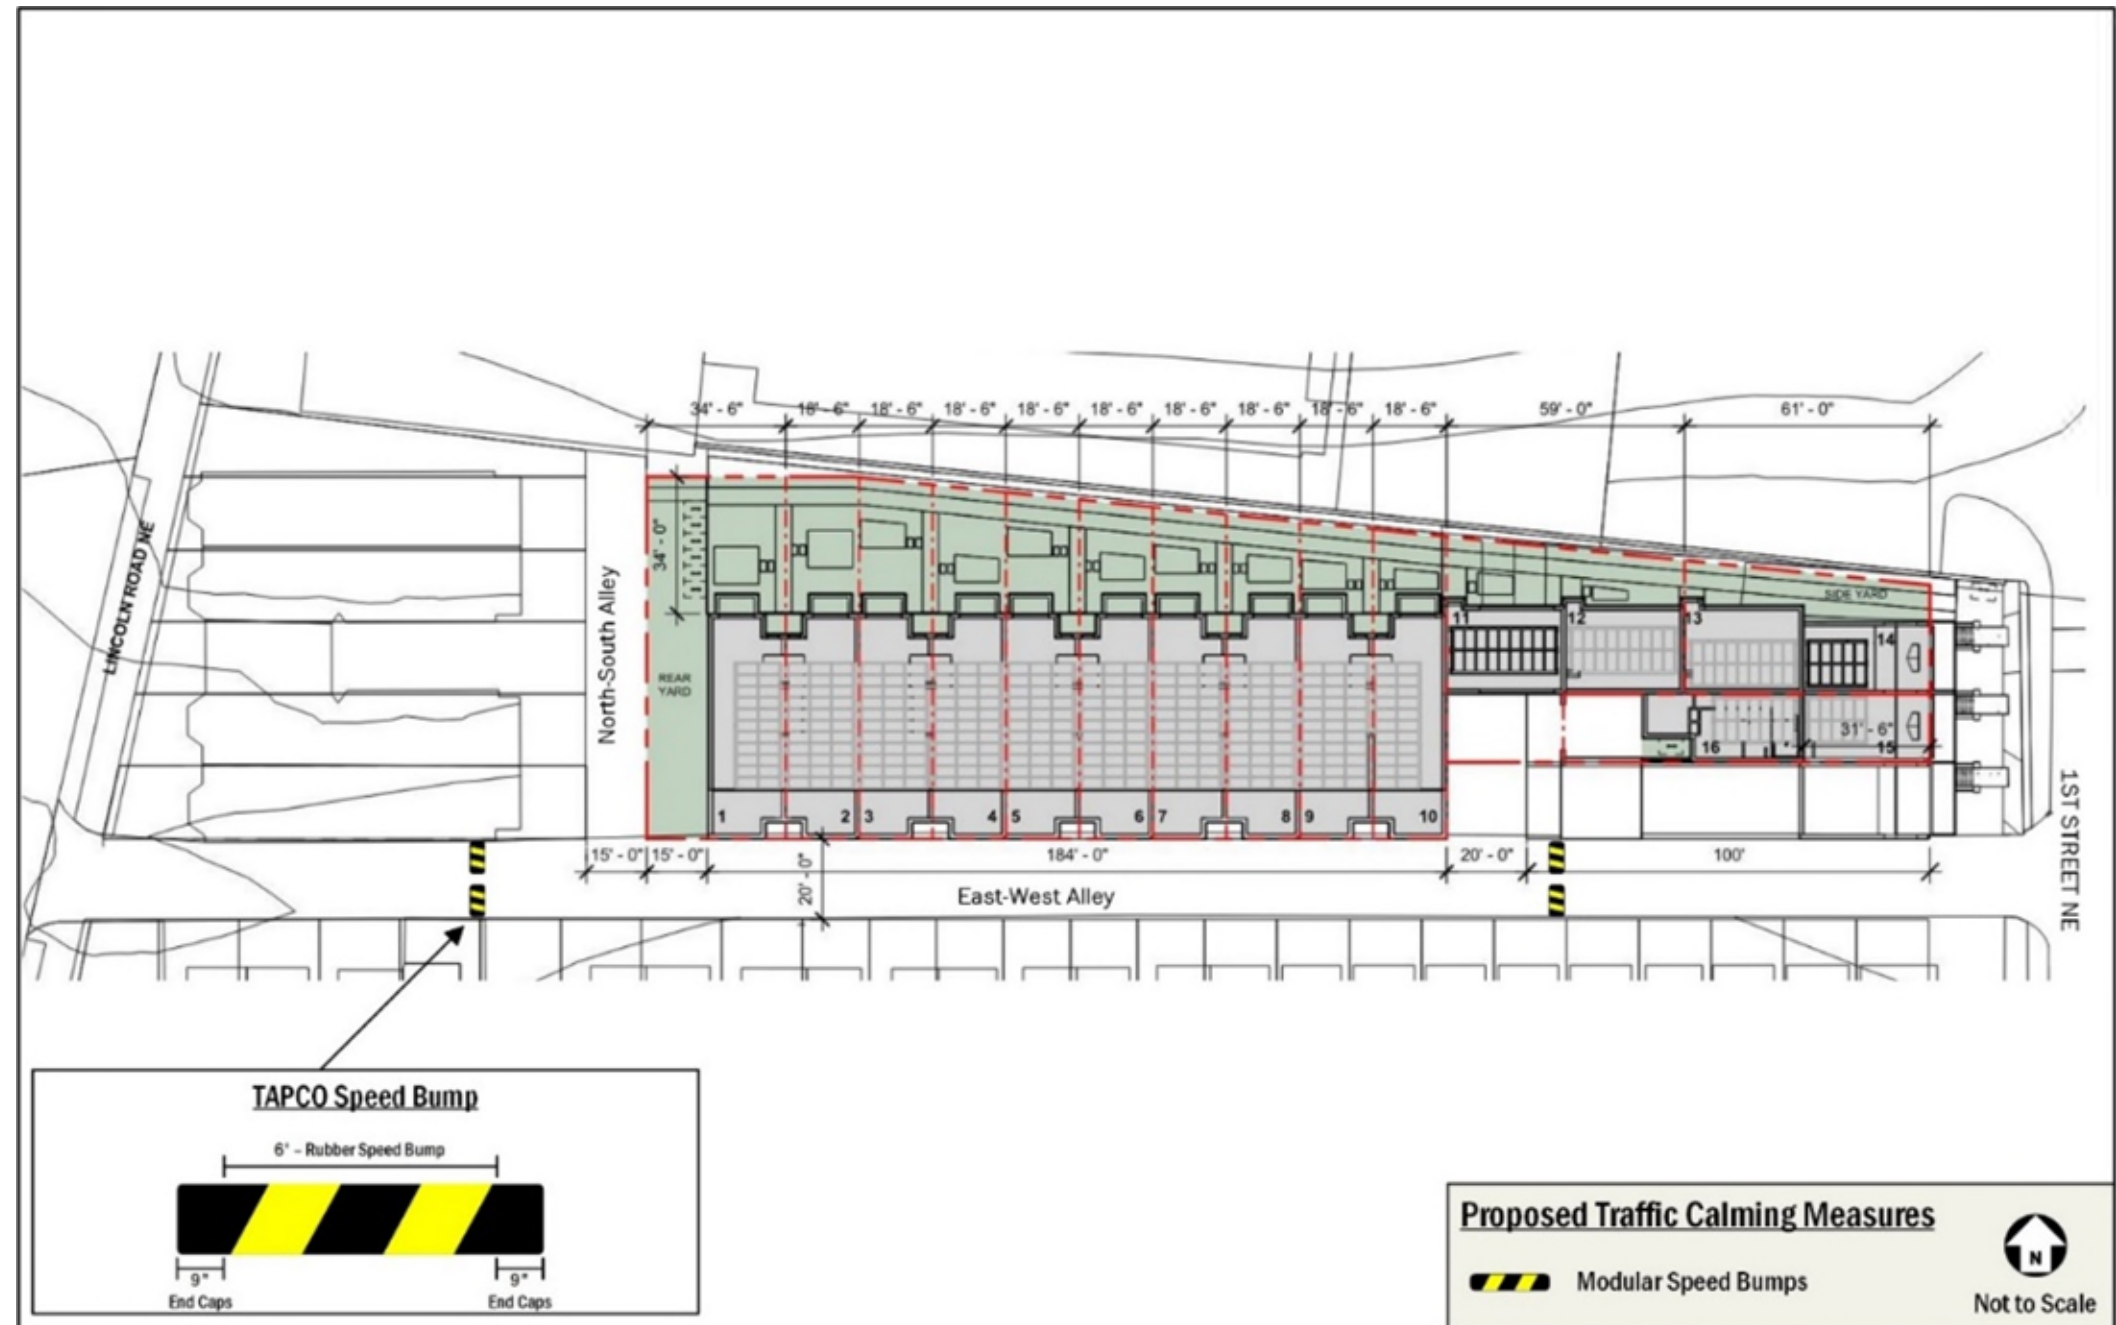 34' - 6" 18' - 6" 18' - 6" 18' - 6" 18' - 6" 18' - 6" 18' - 6" 18' - 6" 18' - 6" 18' - 6" 59' - 0" 61' - 0"
LINCOLN ROAD NE
North-South Alley
34' - 0"
REAR
YARD
SIDE YARD
11 12 13 14
31' - 6"
16 15
1 2 3 4 5 6 7 8 9 10
15' - 0" 15' - 0" 184' - 0" 20' - 0" 100'
20' - 0"
East-West Alley
1ST STREET NE
TAPCO Speed Bump
6' – Rubber Speed Bump
9" 9"
End Caps End Caps
Proposed Traffic Calming Measures
Modular Speed Bumps
N
Not to Scale